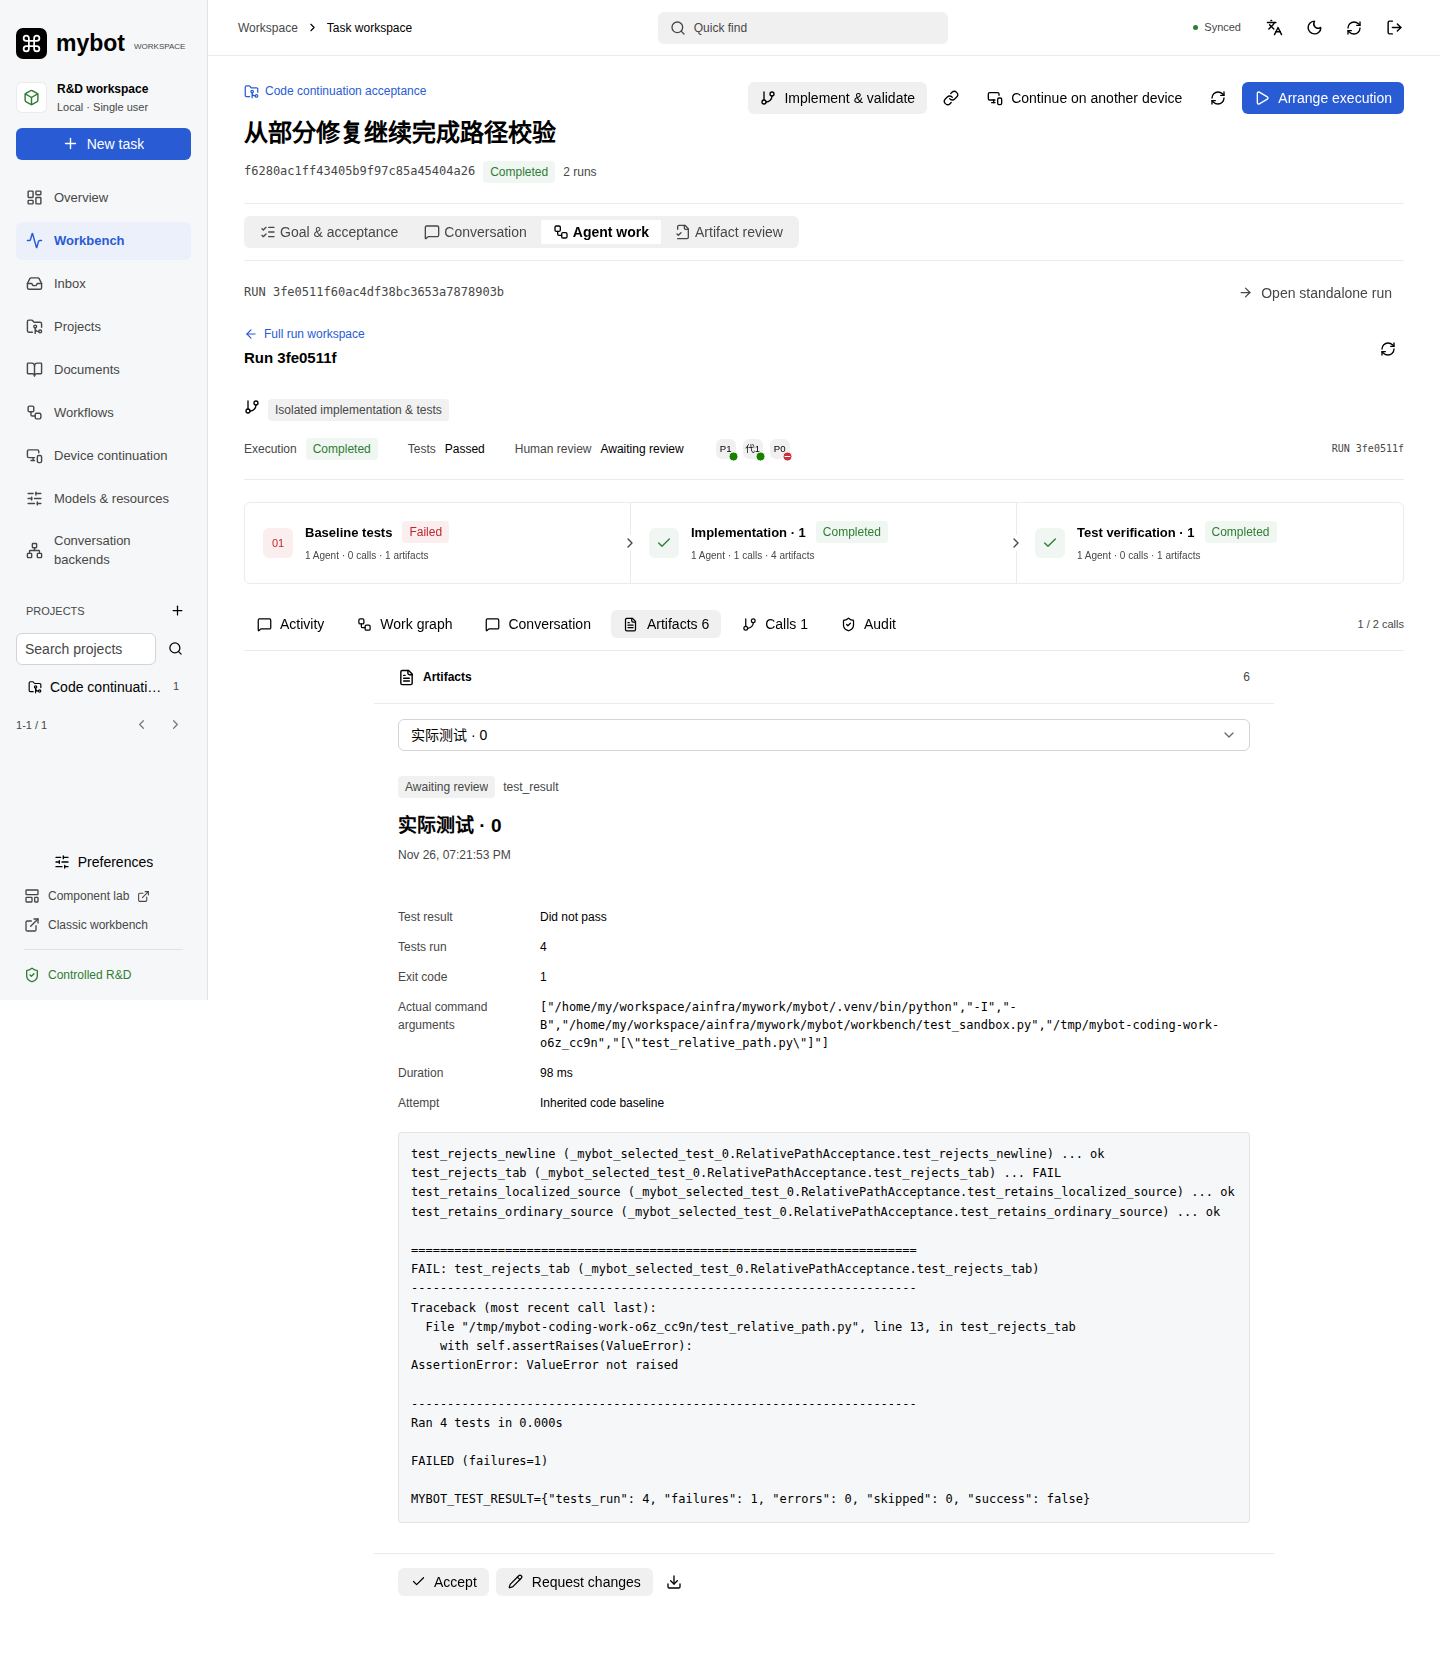 mybot WORKSPACE
R&D workspace
Local · Single user
New task
Overview
Workbench
Inbox
Projects
Documents
Workflows
Device continuation
Models & resources
Conversation
backends
PROJECTS
Search projects
Code continuati… 1
1-1 / 1
Preferences
Component lab
Classic workbench
Controlled R&D
Workspace Task workspace
Quick find
Synced
Code continuation acceptance
Implement & validate
Continue on another device
Arrange execution
从部分修复继续完成路径校验
f6280ac1ff43405b9f97c85a45404a26 Completed 2 runs
Goal & acceptance Conversation Agent work Artifact review
RUN 3fe0511f60ac4df38bc3653a7878903b
Open standalone run
Full run workspace
Run 3fe0511f
Isolated implementation & tests
Execution Completed Tests Passed Human review Awaiting review P1 代1 P0 RUN 3fe0511f
01 Baseline tests Failed
1 Agent · 0 calls · 1 artifacts
Implementation · 1 Completed
1 Agent · 1 calls · 4 artifacts
Test verification · 1 Completed
1 Agent · 0 calls · 1 artifacts
Activity Work graph Conversation Artifacts 6 Calls 1 Audit 1 / 2 calls
Artifacts 6
实际测试 · 0
Awaiting review test_result
实际测试 · 0
Nov 26, 07:21:53 PM
Test result Did not pass
Tests run 4
Exit code 1
Actual command
arguments
["/home/my/workspace/ainfra/mywork/mybot/.venv/bin/python","-I","-
B","/home/my/workspace/ainfra/mywork/mybot/workbench/test_sandbox.py","/tmp/mybot-coding-work-
o6z_cc9n","[\"test_relative_path.py\"]"]
Duration 98 ms
Attempt Inherited code baseline
test_rejects_newline (_mybot_selected_test_0.RelativePathAcceptance.test_rejects_newline) ... ok
test_rejects_tab (_mybot_selected_test_0.RelativePathAcceptance.test_rejects_tab) ... FAIL
test_retains_localized_source (_mybot_selected_test_0.RelativePathAcceptance.test_retains_localized_source) ... ok
test_retains_ordinary_source (_mybot_selected_test_0.RelativePathAcceptance.test_retains_ordinary_source) ... ok
======================================================================
FAIL: test_rejects_tab (_mybot_selected_test_0.RelativePathAcceptance.test_rejects_tab)
----------------------------------------------------------------------
Traceback (most recent call last):
File "/tmp/mybot-coding-work-o6z_cc9n/test_relative_path.py", line 13, in test_rejects_tab
with self.assertRaises(ValueError):
AssertionError: ValueError not raised
----------------------------------------------------------------------
Ran 4 tests in 0.000s
FAILED (failures=1)
MYBOT_TEST_RESULT={"tests_run": 4, "failures": 1, "errors": 0, "skipped": 0, "success": false}
Accept Request changes